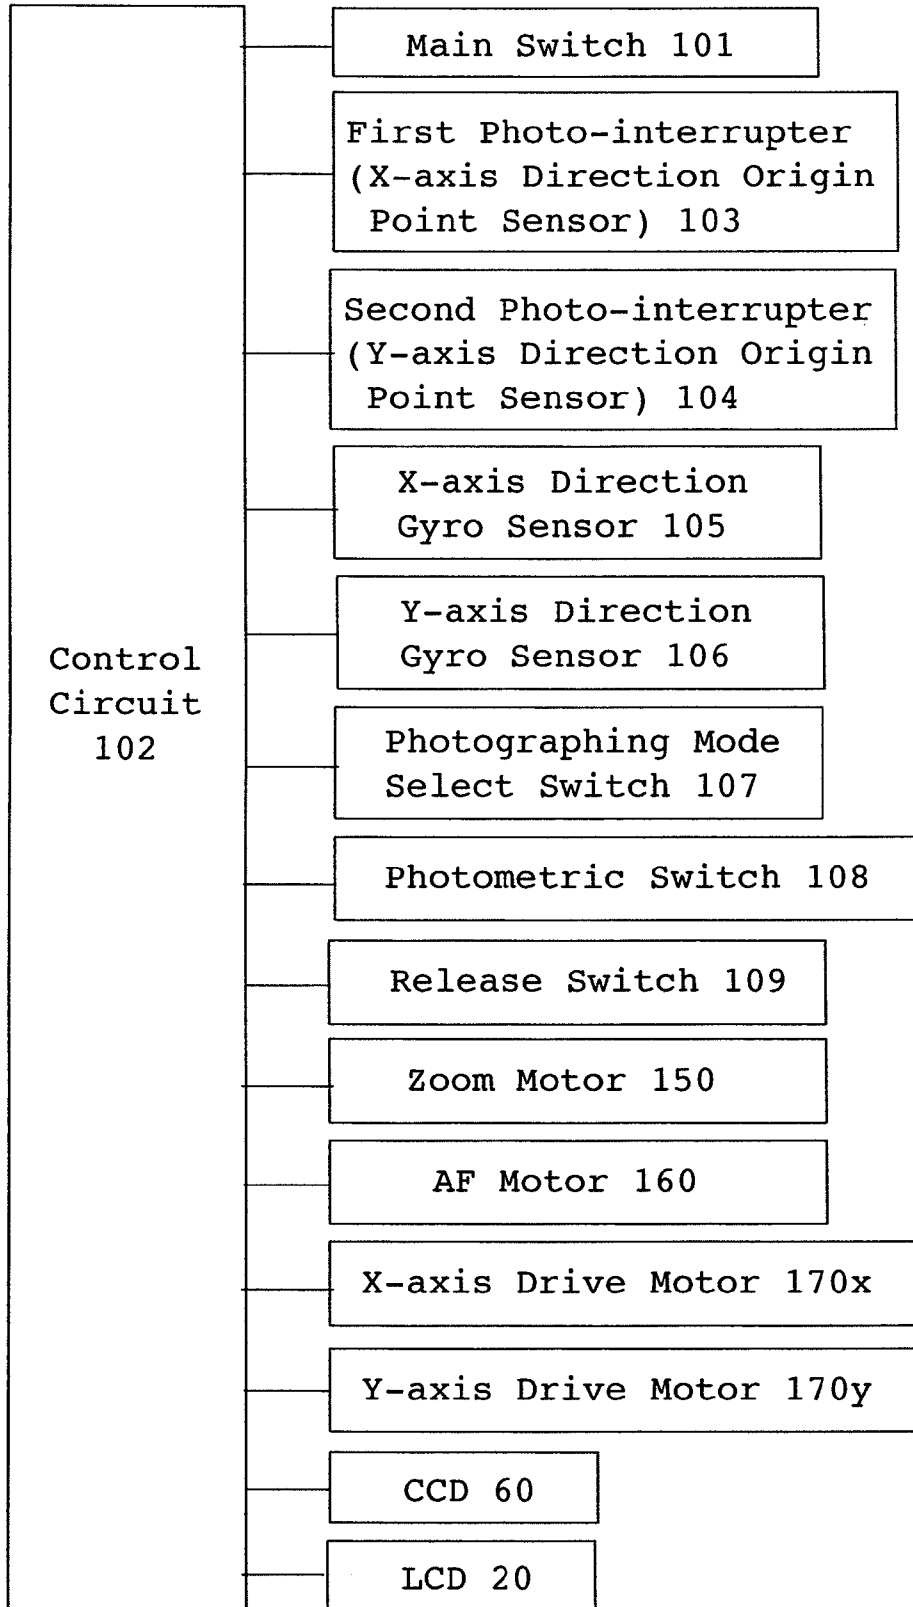 Main Switch 101
First Photo-interrupter
(X-axis Direction Origin
Point Sensor) 103
Second Photo-interrupter
(Y-axis Direction Origin
Point Sensor) 104
X-axis Direction
Gyro Sensor 105
Y-axis Direction
Gyro Sensor 106
Control
Circuit
102
Photographing Mode
Select Switch 107
Photometric Switch 108
Release Switch 109
Zoom Motor 150
AF Motor 160
X-axis Drive Motor 170x
Y-axis Drive Motor 170y
CCD 60
LCD 20